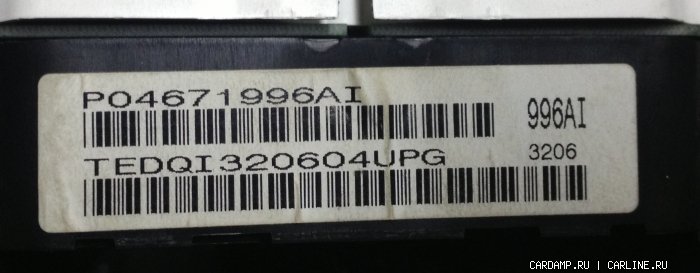 P04671996AI
996AI
TEDQI320604UPG
3206
CARDAMP.RU | CARLINE.RU